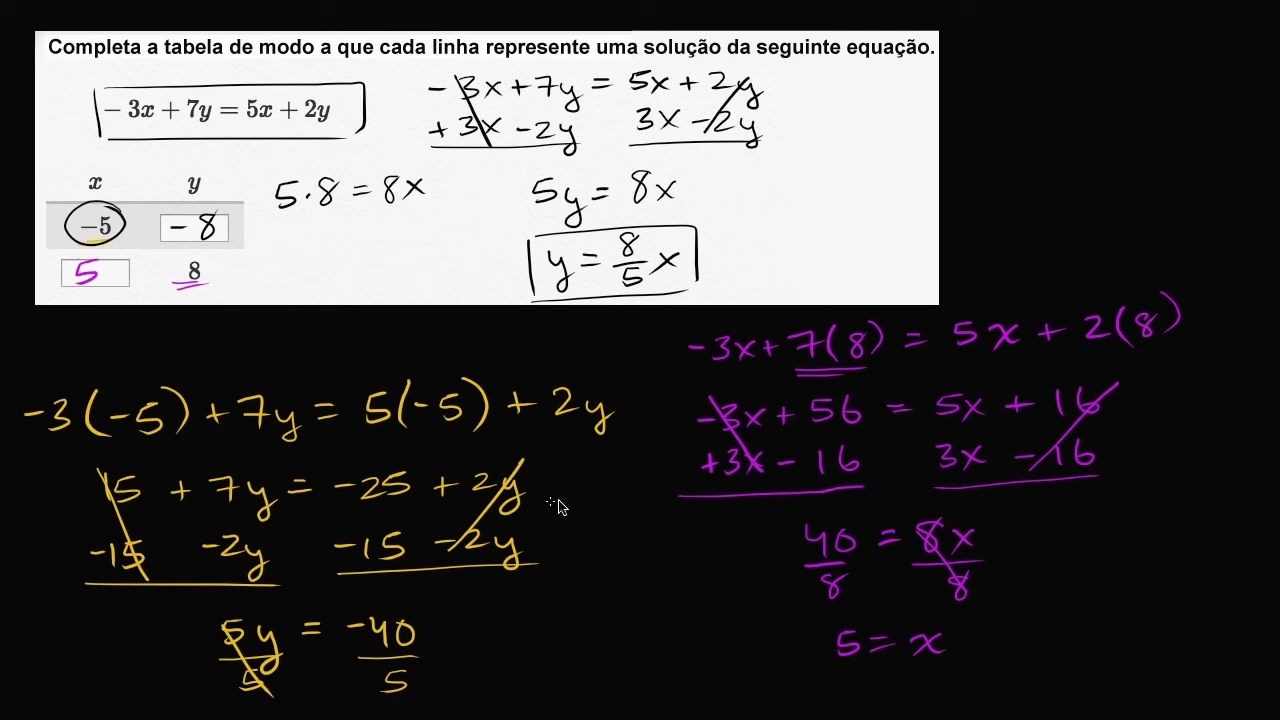 Completa a tabela de modo a que cada linha represente uma solução da seguinte equação.
− 3x + 7y = 5x + 2y
-3x + 7y = 5x + 2y
+3x - 2y 3x - 2y
5y = 8x
y = 8/5 x
x y
−5 -8
5 8
5·8 = 8x
-3(-5) + 7y = 5(-5) + 2y
15 + 7y = -25 + 2y
-15 -2y -15 -2y
5y/5 = -40/5
-3x + 7(8) = 5x + 2(8)
-3x + 56 = 5x + 16
+3x - 16 3x - 16
40/8 = 8x/8
5 = x